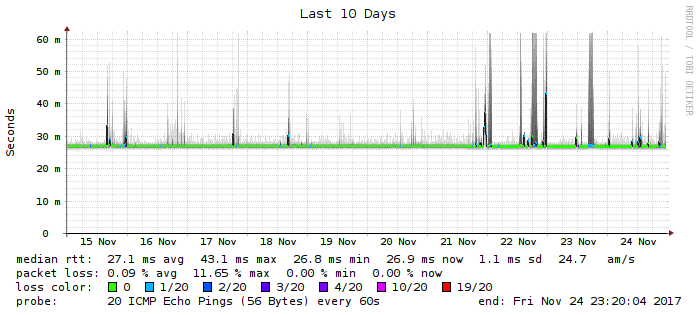 Last 10 Days
RRDTOOL / TOBI OETIKER
Seconds
60 m
50 m
40 m
30 m
20 m
10 m
0
15 Nov 16 Nov 17 Nov 18 Nov 19 Nov 20 Nov 21 Nov 22 Nov 23 Nov 24 Nov
median rtt: 27.1 ms avg 43.1 ms max 26.8 ms min 26.9 ms now 1.1 ms sd 24.7 am/s
packet loss: 0.09 % avg 11.65 % max 0.00 % min 0.00 % now
loss color: 0 1/20 2/20 3/20 4/20 10/20 19/20
probe: 20 ICMP Echo Pings (56 Bytes) every 60s end: Fri Nov 24 23:20:04 2017